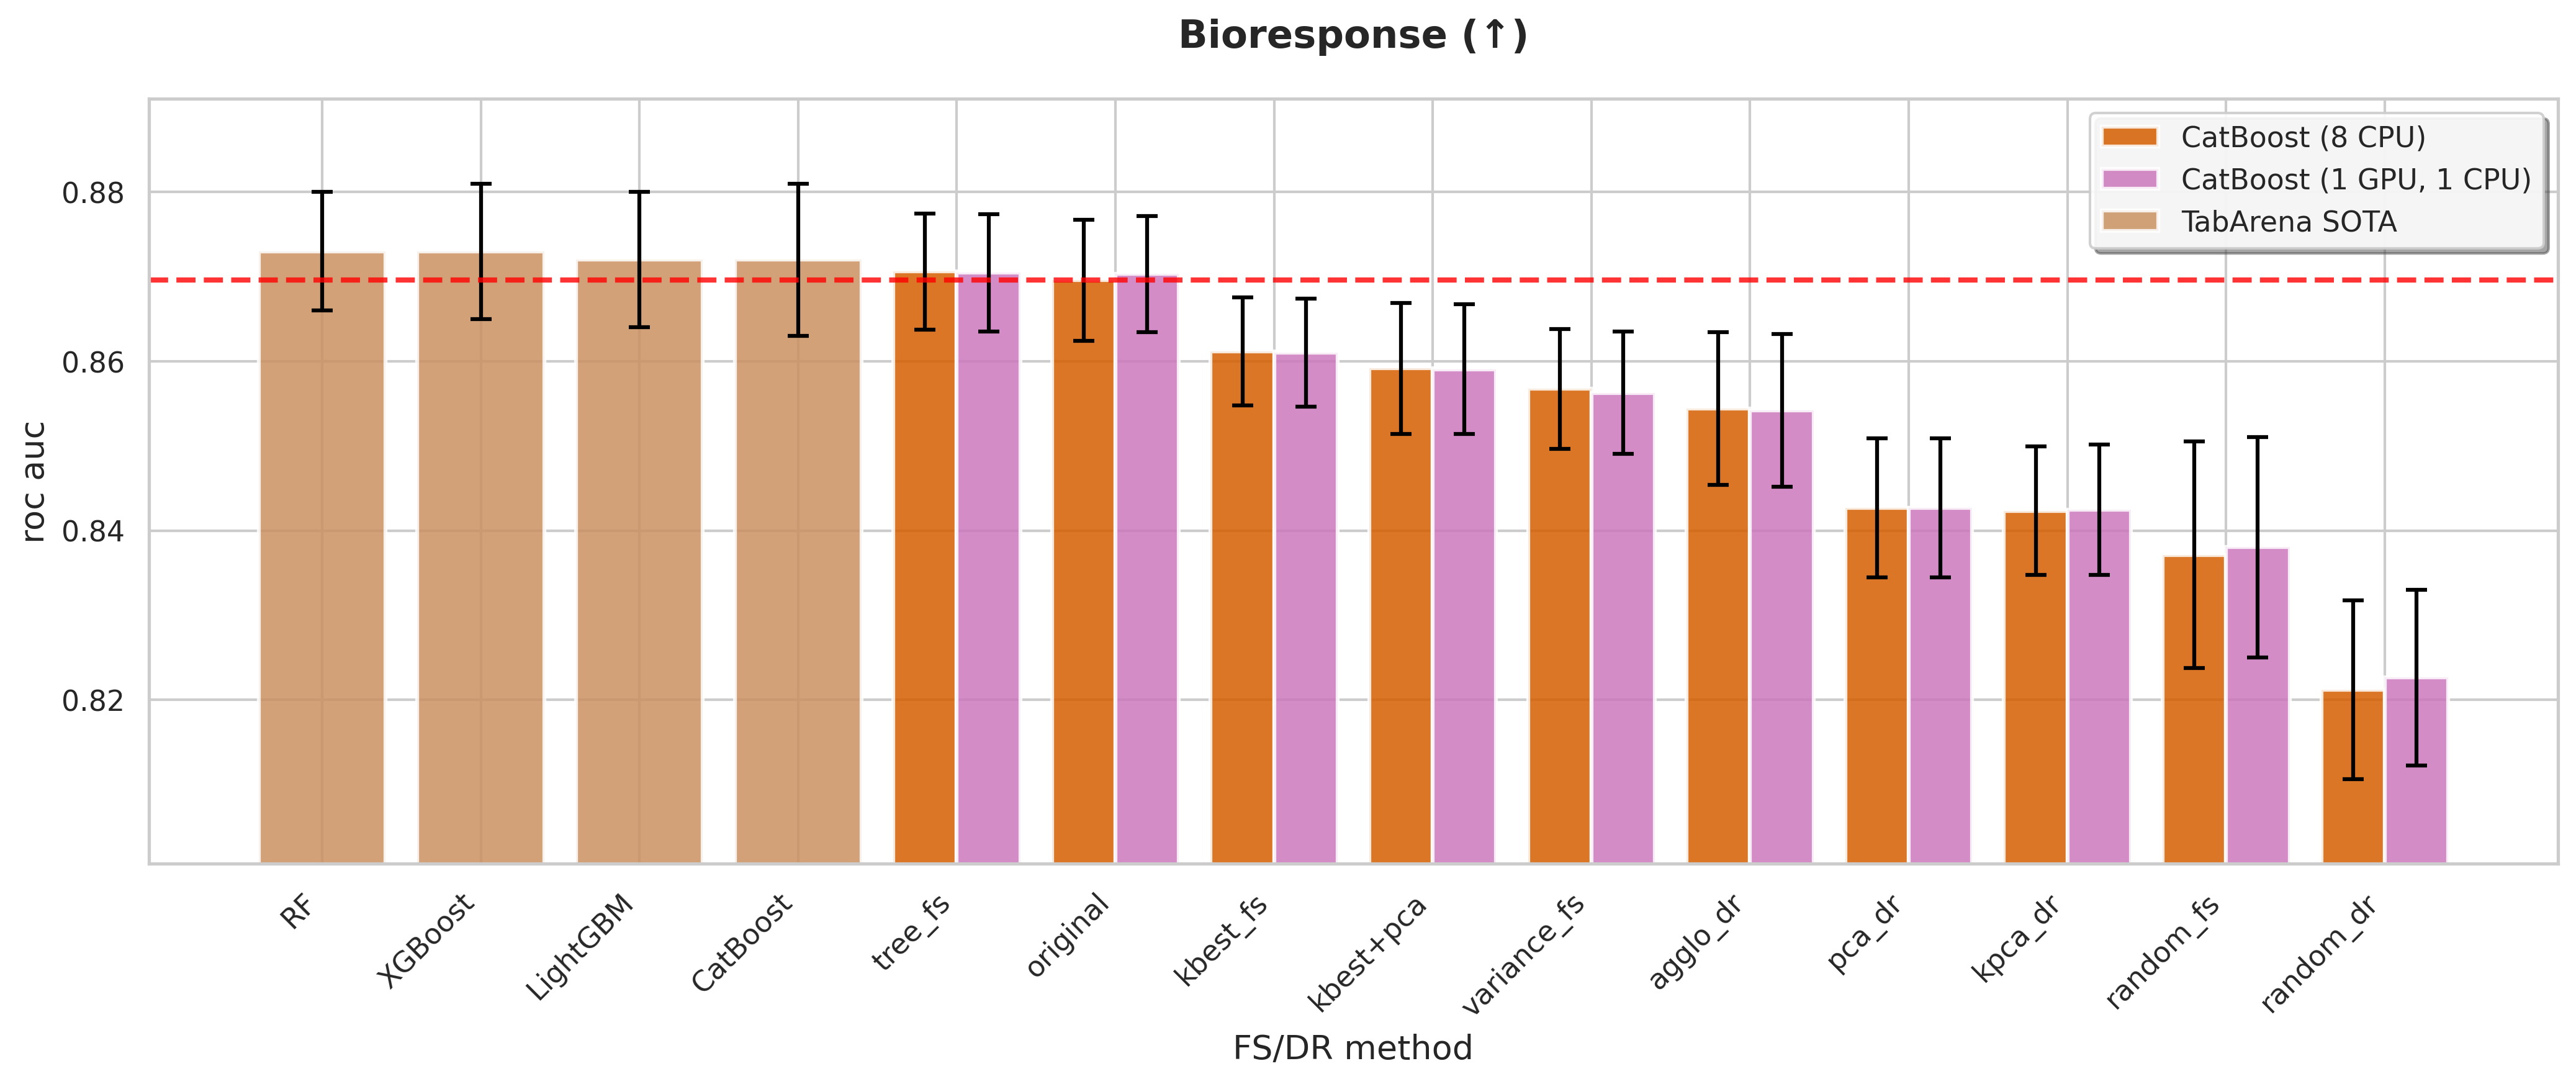 Bioresponse (↑)
CatBoost (8 CPU)
CatBoost (1 GPU, 1 CPU)
TabArena SOTA
roc auc
0.88
0.86
0.84
0.82
RF
XGBoost
LightGBM
CatBoost
tree_fs
original
kbest_fs
kbest+pca
variance_fs
agglo_dr
pca_dr
kpca_dr
random_fs
random_dr
FS/DR method